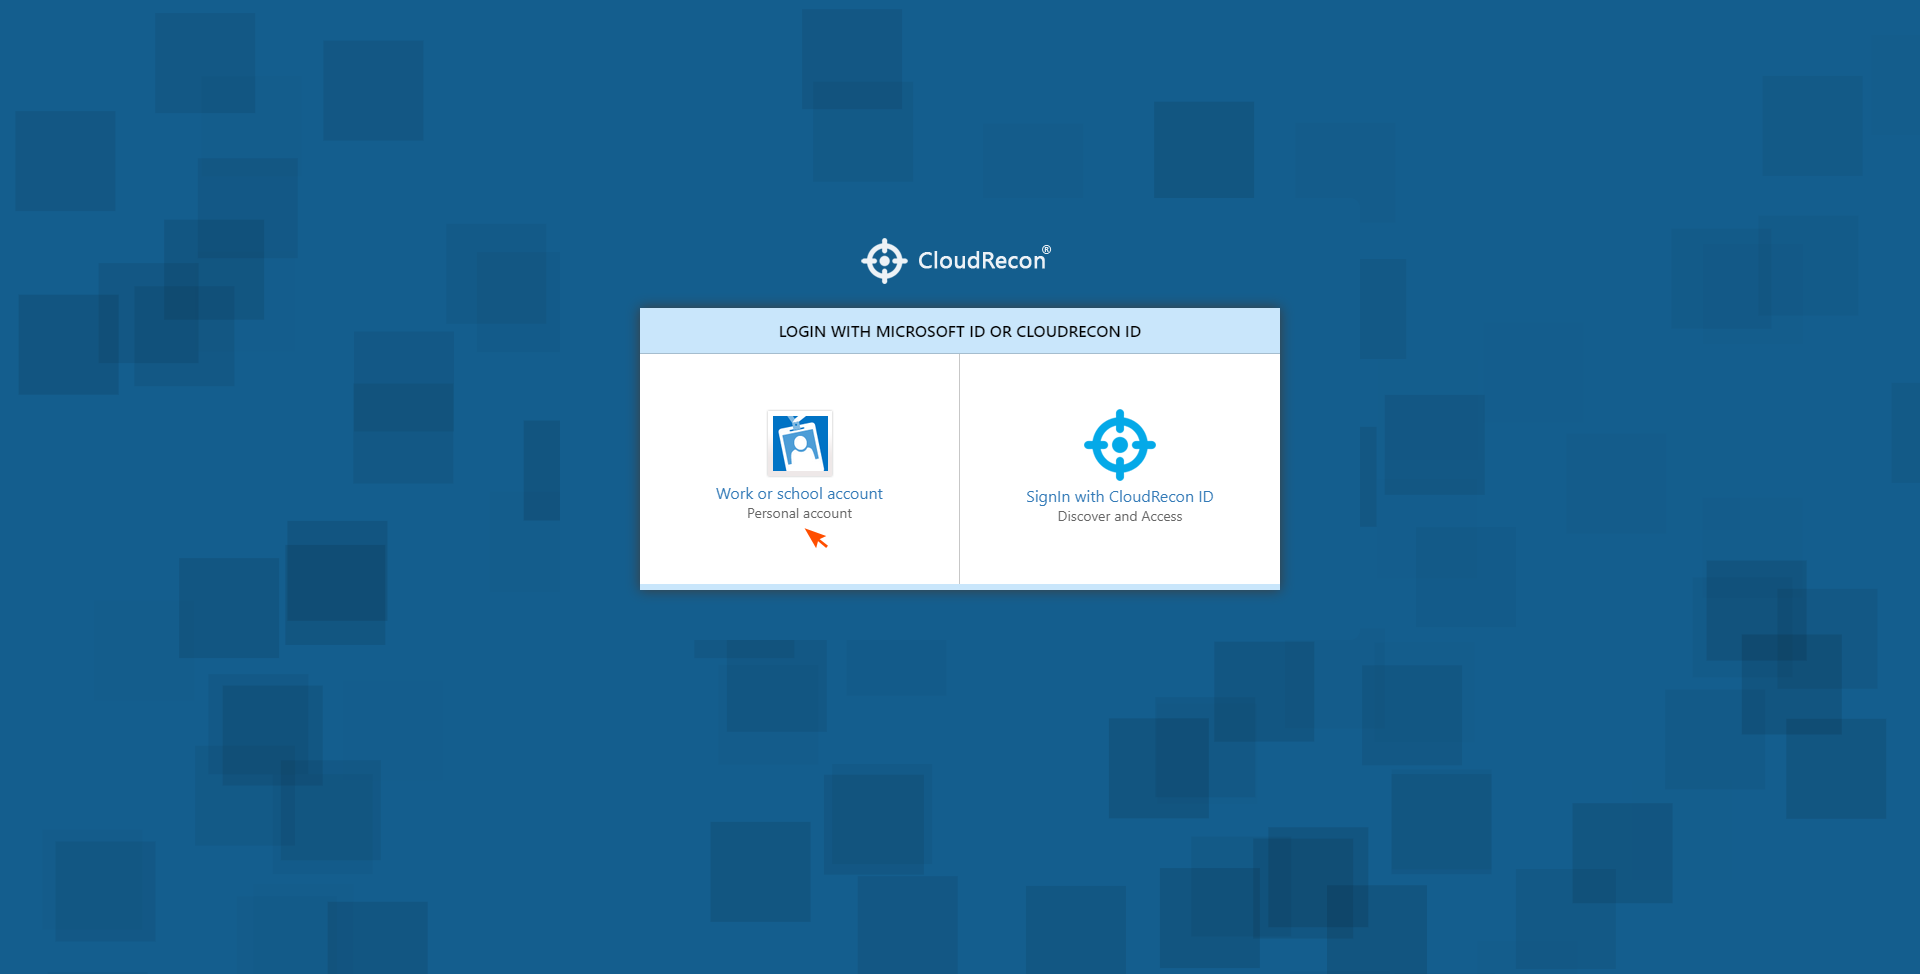 CloudRecon®
LOGIN WITH MICROSOFT ID OR CLOUDRECON ID
Work or school account
Personal account
SignIn with CloudRecon ID
Discover and Access